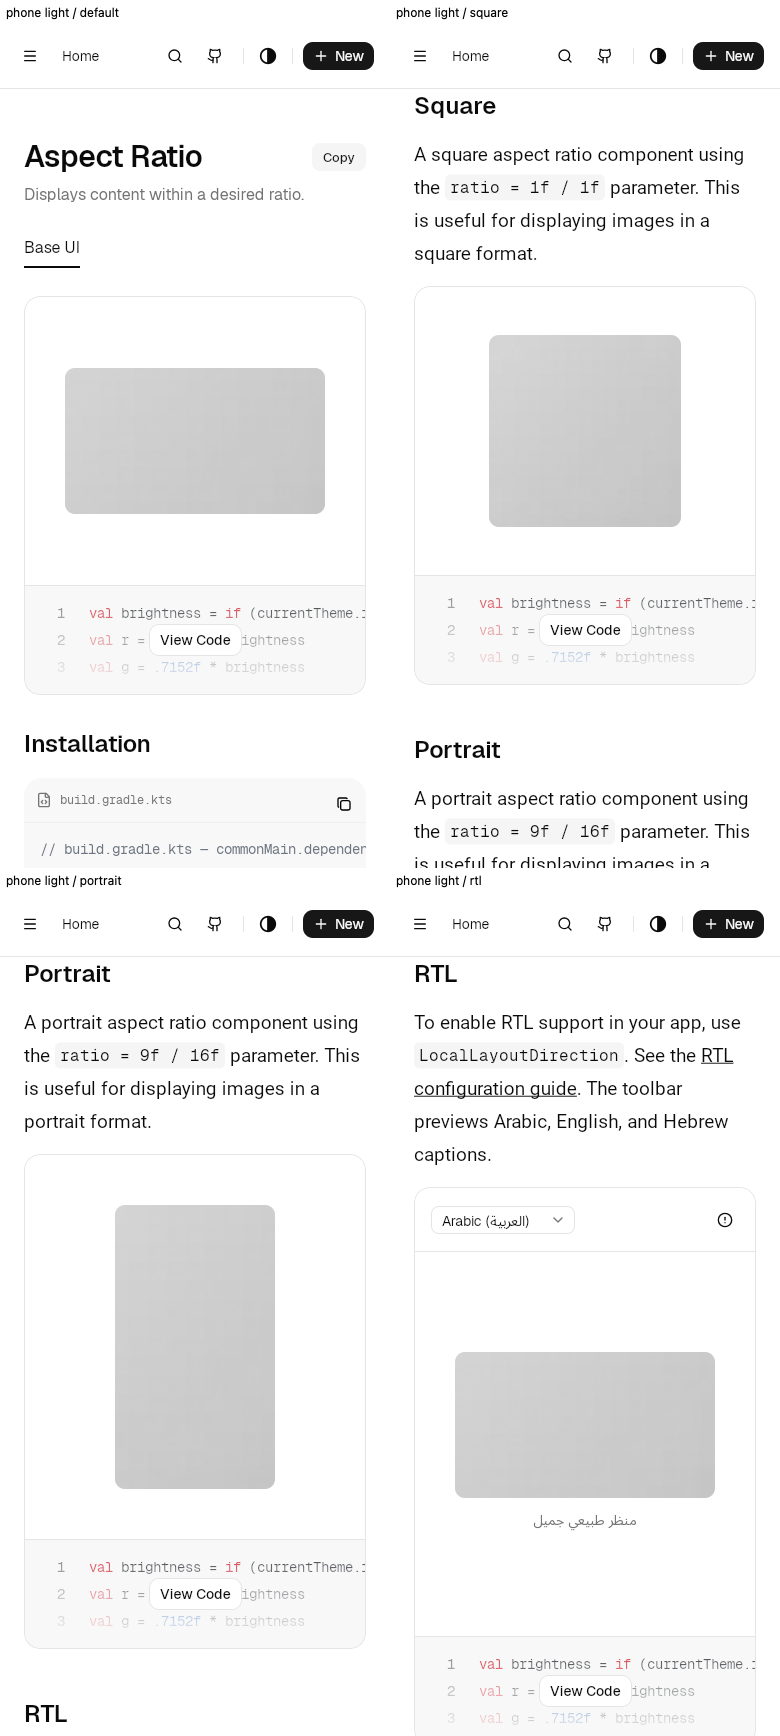 phone light / default
Home
New
Aspect Ratio
Copy
Displays content within a desired ratio.
Base UI
1 val brightness = if (currentTheme.i
2 val r = View Code ightness
3 val g = .7152f * brightness
Installation
build.gradle.kts
// build.gradle.kts — commonMain.depender
phone light / square
Home
New
Square
A square aspect ratio component using
the ratio = 1f / 1f parameter. This
is useful for displaying images in a
square format.
1 val brightness = if (currentTheme.i
2 val r = View Code ightness
3 val g = .7152f * brightness
Portrait
A portrait aspect ratio component using
the ratio = 9f / 16f parameter. This
is useful for displaying images in a
phone light / portrait
Home
New
Portrait
A portrait aspect ratio component using
the ratio = 9f / 16f parameter. This
is useful for displaying images in a
portrait format.
1 val brightness = if (currentTheme.i
2 val r = View Code ightness
3 val g = .7152f * brightness
RTL
phone light / rtl
Home
New
RTL
To enable RTL support in your app, use
LocalLayoutDirection. See the RTL
configuration guide. The toolbar
previews Arabic, English, and Hebrew
captions.
Arabic (العربية)
منظر طبيعي جميل
1 val brightness = if (currentTheme.i
2 val r = View Code ightness
3 val g = .7152f * brightness